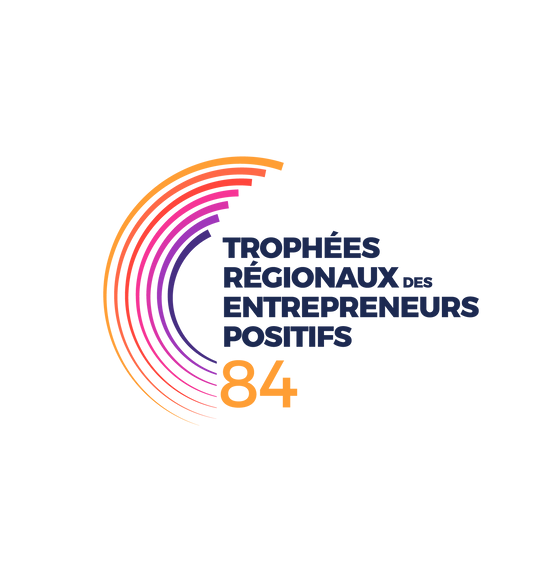 TROPHÉES
RÉGIONAUX DES
ENTREPRENEURS
POSITIFS
84